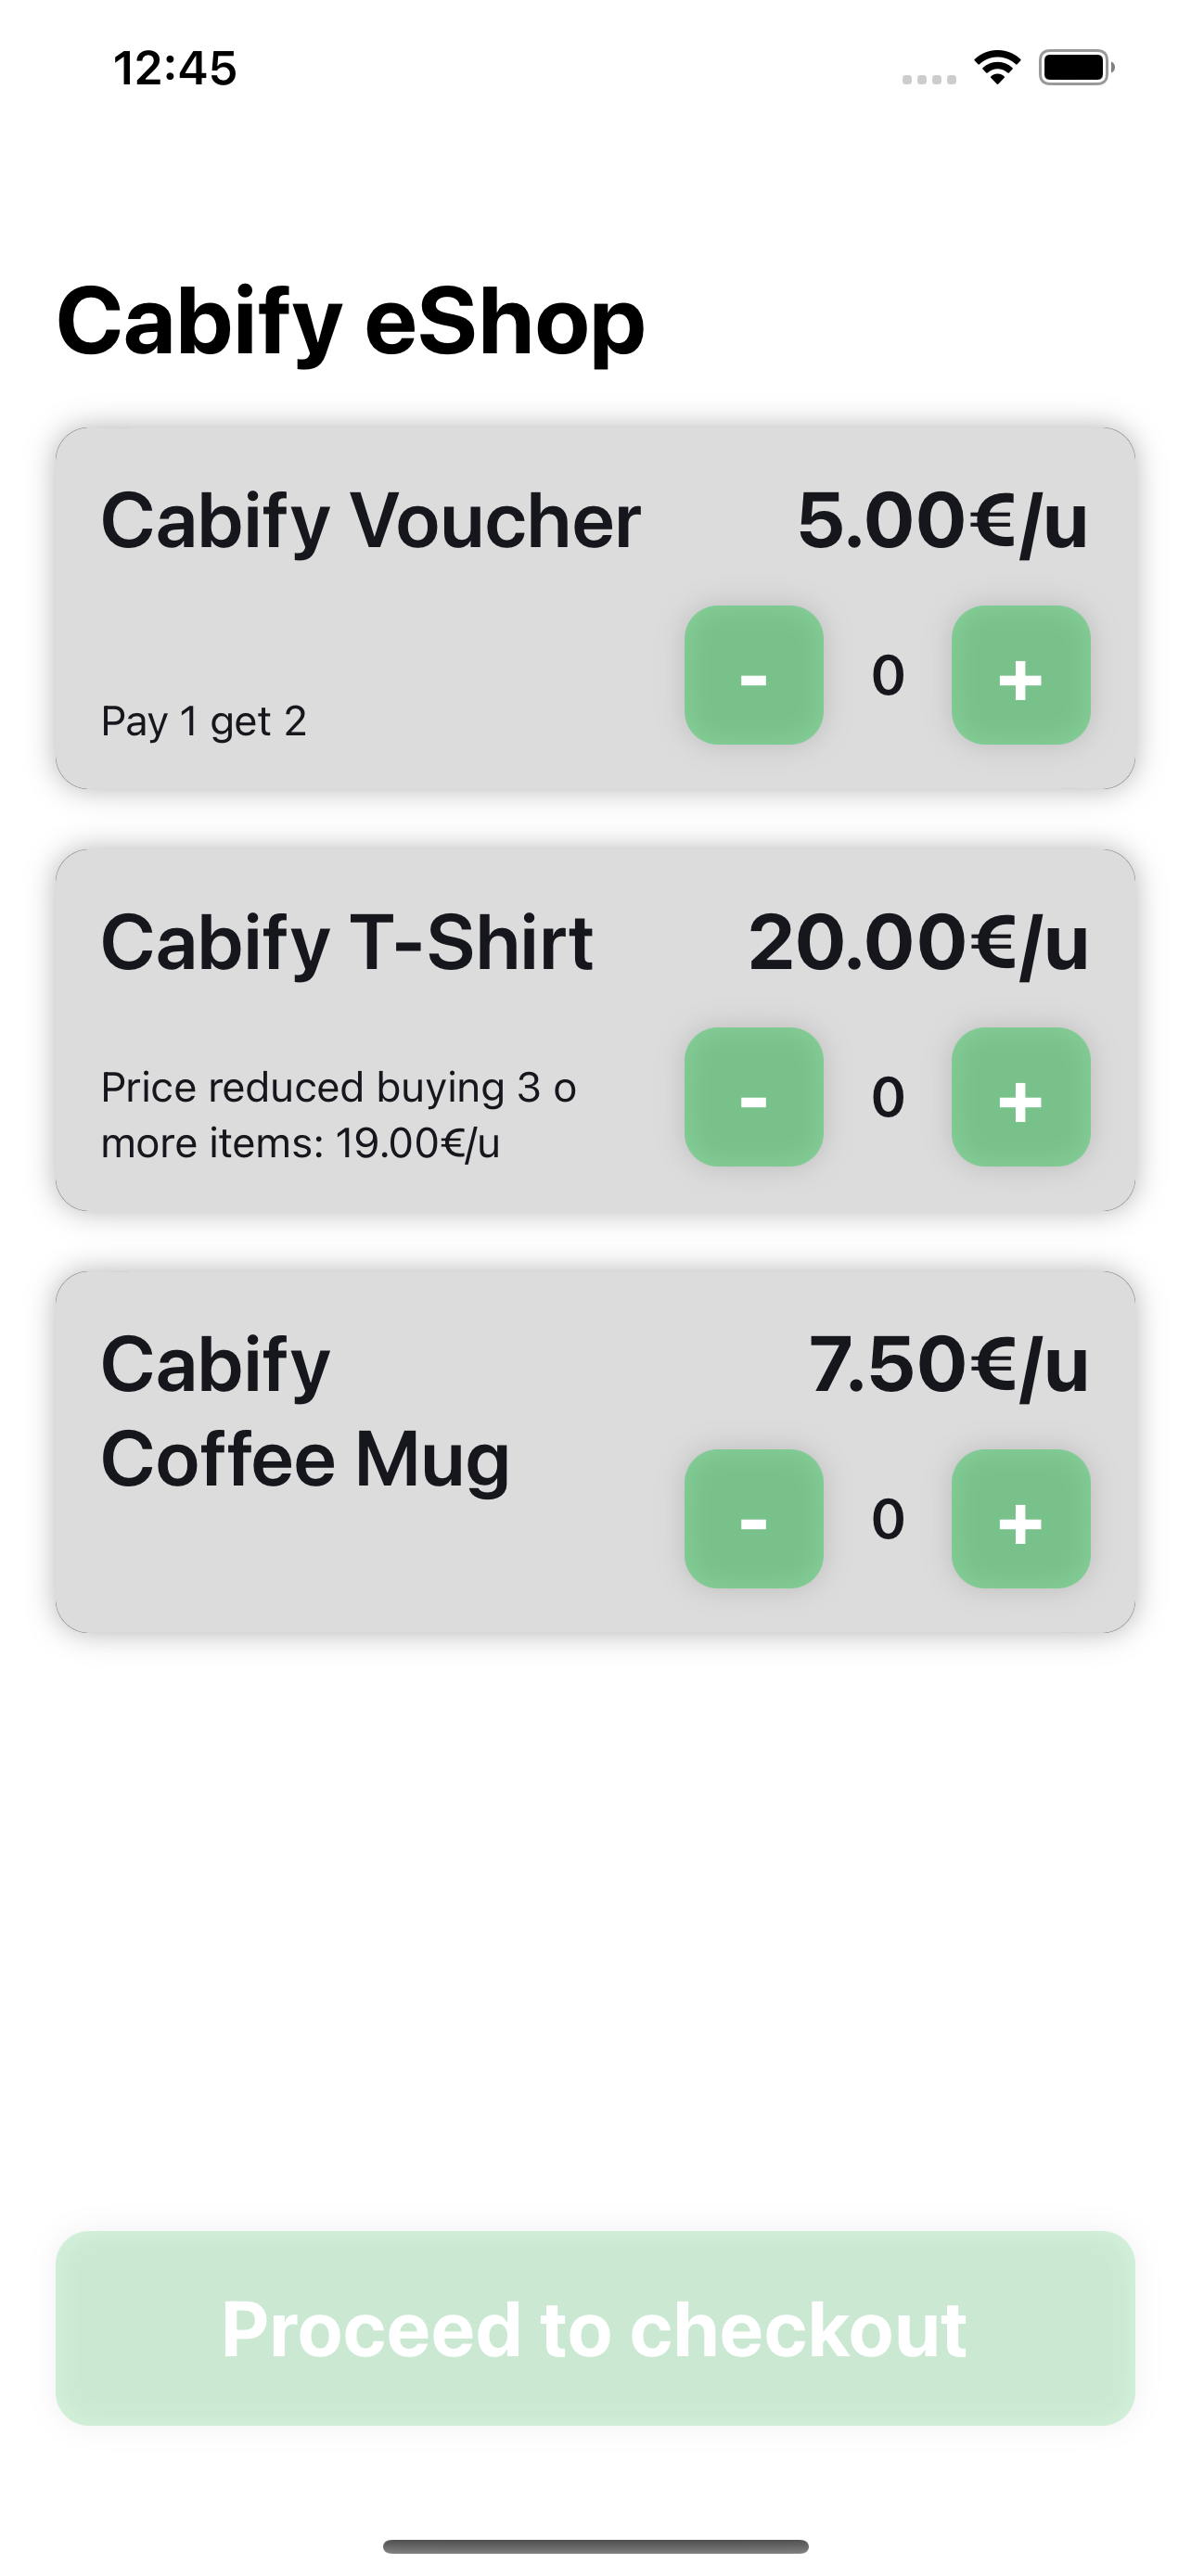 12:45
Cabify eShop
Cabify Voucher
5.00€/u
- 0 +
Pay 1 get 2
Cabify T-Shirt
20.00€/u
- 0 +
Price reduced buying 3 o
more items: 19.00€/u
Cabify
Coffee Mug
7.50€/u
- 0 +
Proceed to checkout